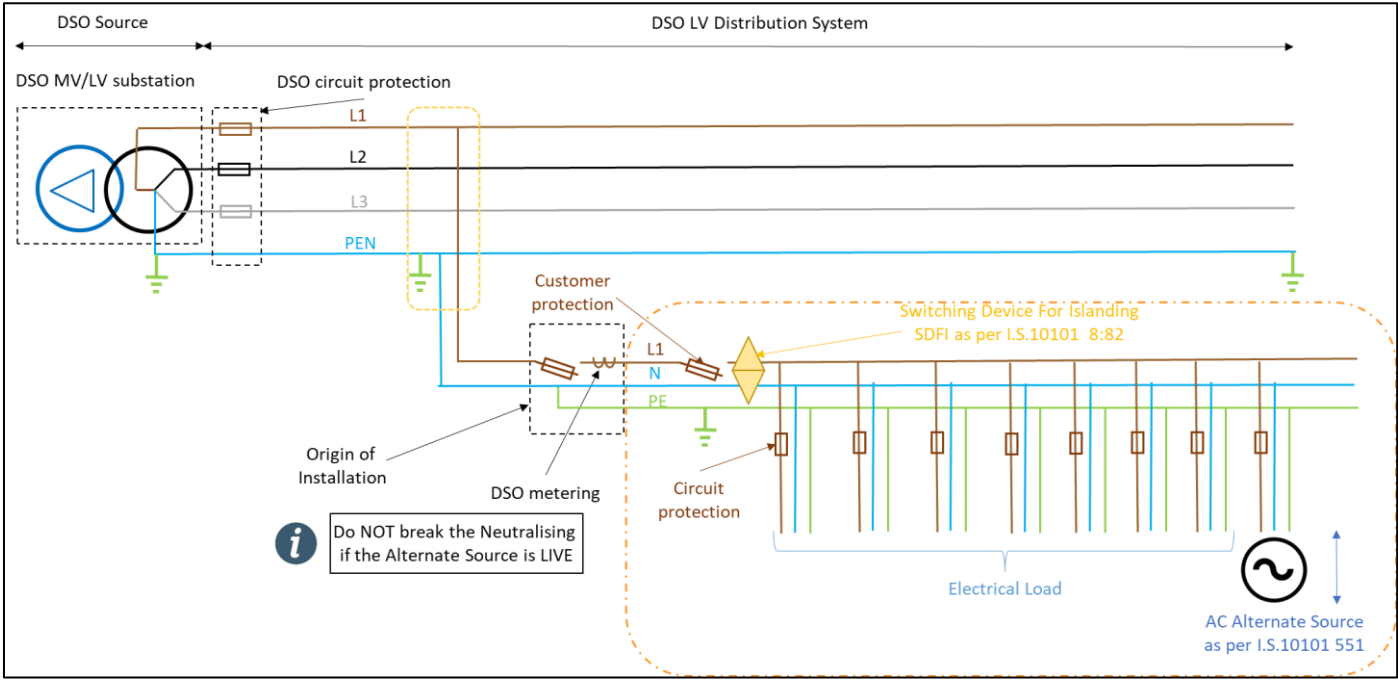 DSO Source
DSO LV Distribution System
DSO MV/LV substation
DSO circuit protection
L1
L2
L3
PEN
Customer
protection
Switching Device For Islanding
SDFI as per I.S.10101 8:82
L1
N
PE
Origin of
Installation
DSO metering
Circuit
protection
i
Do NOT break the Neutralising
if the Alternate Source is LIVE
Electrical Load
AC Alternate Source
as per I.S.10101 551